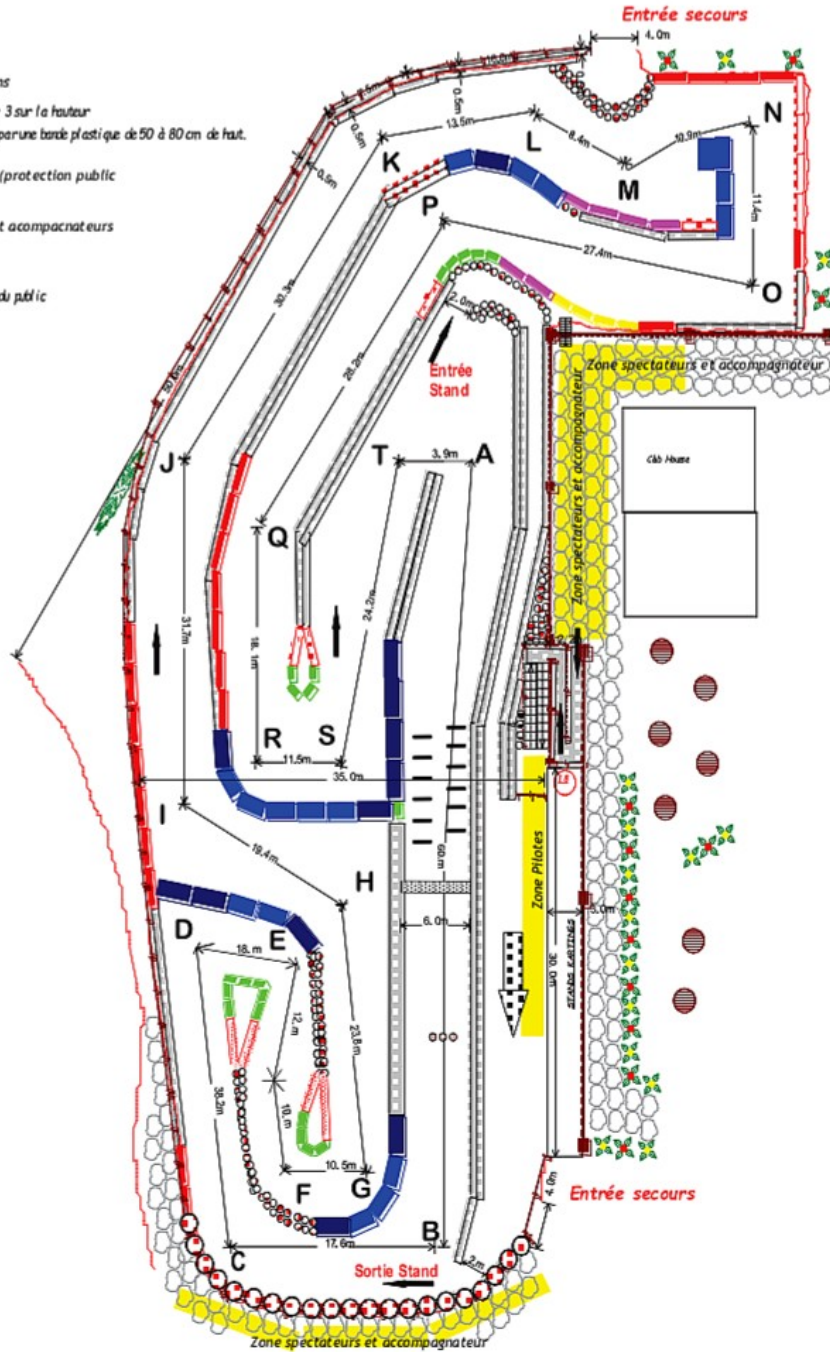 Entrée secours
4.0m
ns
3 sur la hauteur
par une bande plastique de 50 à 80 cm de haut.
(protection public
t acompacnateurs
du public
0.5m
0.5m
0.5m
13.5m
8.4m
10.9m
N
L
K
M
P
11.4m
27.4m
O
30.3m
28.2m
2.0m
Entrée
Stand
Zone spectateurs et accompagnateur
Zone spectateurs et accompagnateur
Club House
J
T
3.9m
A
Q
31.7m
24.2m
18.1m
R
S
11.5m
35.0m
I
19.4m
60.m
Zone Pilotes
H
D
E
18.m
6.0m
5.0m
30.0m
STANDS KARTINGS
12.m
23.8m
38.2m
10.m
10.5m
F
G
4.0m
Entrée secours
B
C
17.6m
2.m
Sortie Stand
Zone spectateurs et accompagnateur